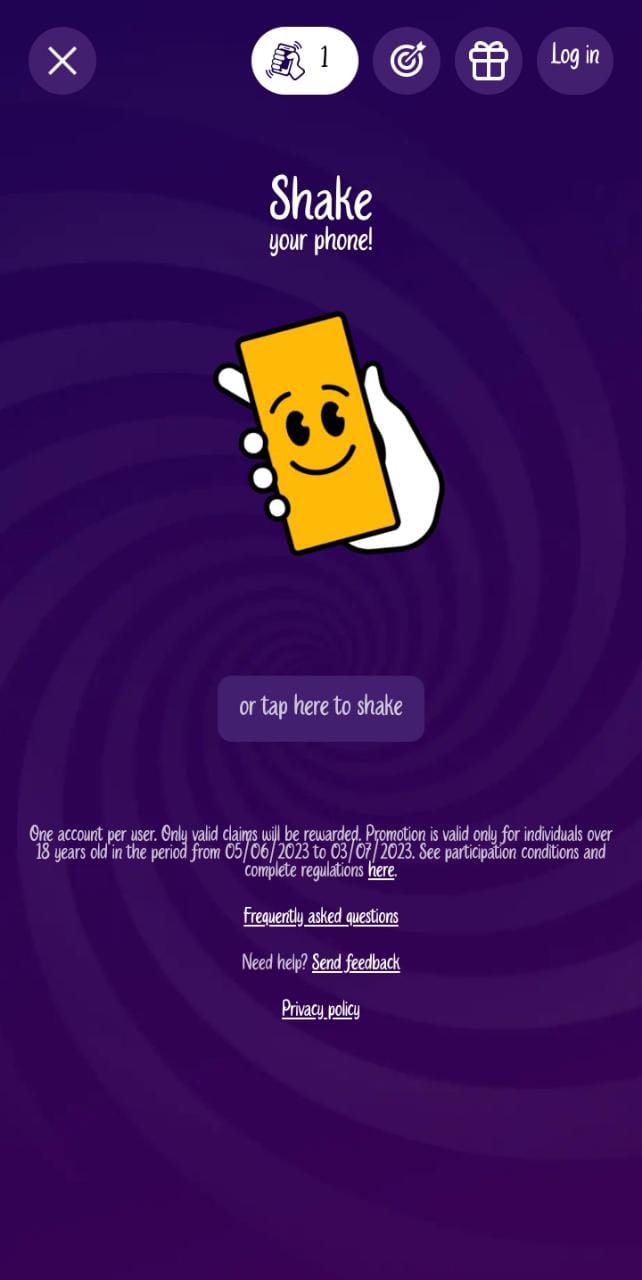 1
Log in
Shake
your phone!
or tap here to shake
One account per user. Only valid claims will be rewarded. Promotion is valid only for individuals over
18 years old in the period from 05/06/2023 to 03/07/2023. See participation conditions and
complete regulations here.
Frequently asked questions
Need help? Send feedback
Privacy policy